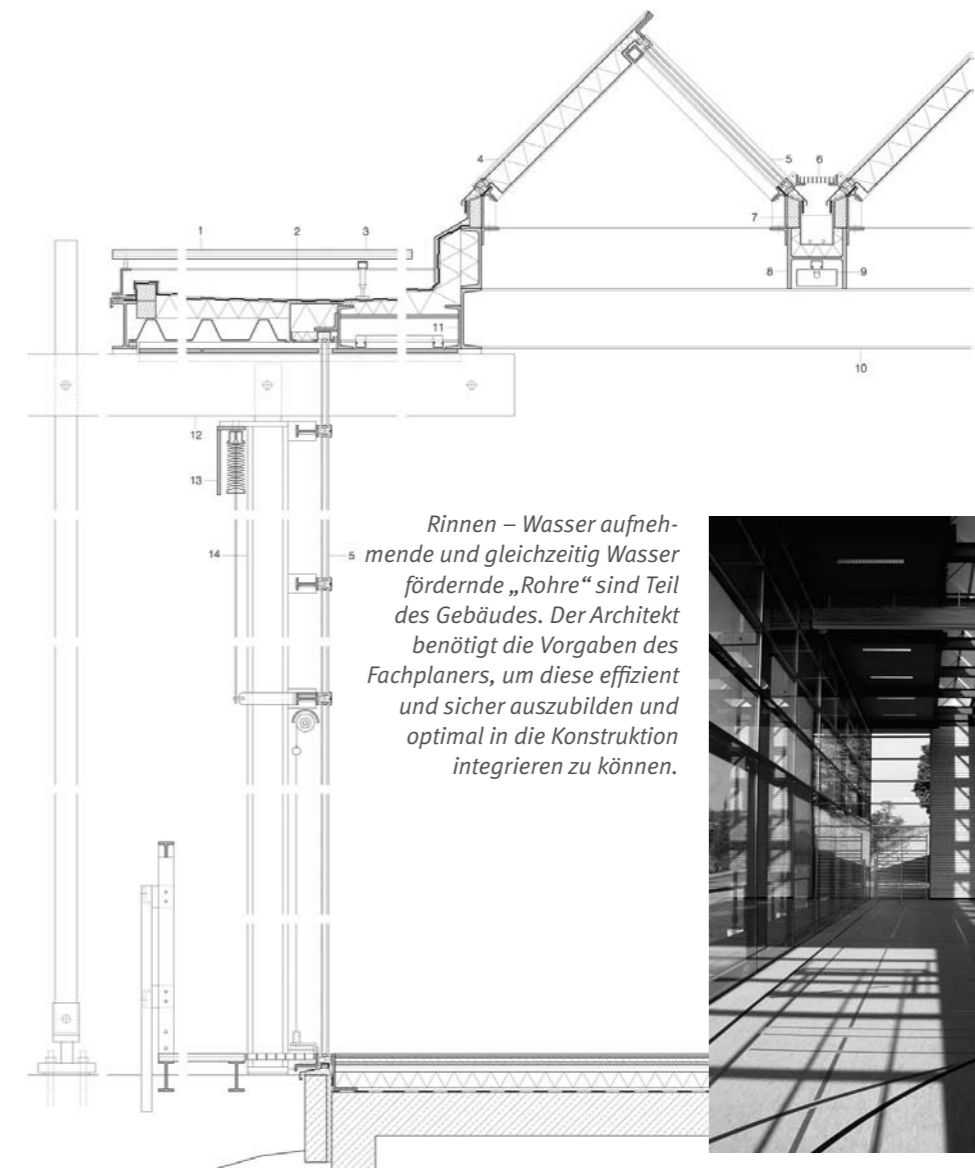 4
5
6
7
1
2
3
8
9
11
10
12
13
14
5
Rinnen – Wasser aufneh-
mende und gleichzeitig Wasser
fördernde „Rohre“ sind Teil
des Gebäudes. Der Architekt
benötigt die Vorgaben des
Fachplaners, um diese effizient
und sicher auszubilden und
optimal in die Konstruktion
integrieren zu können.